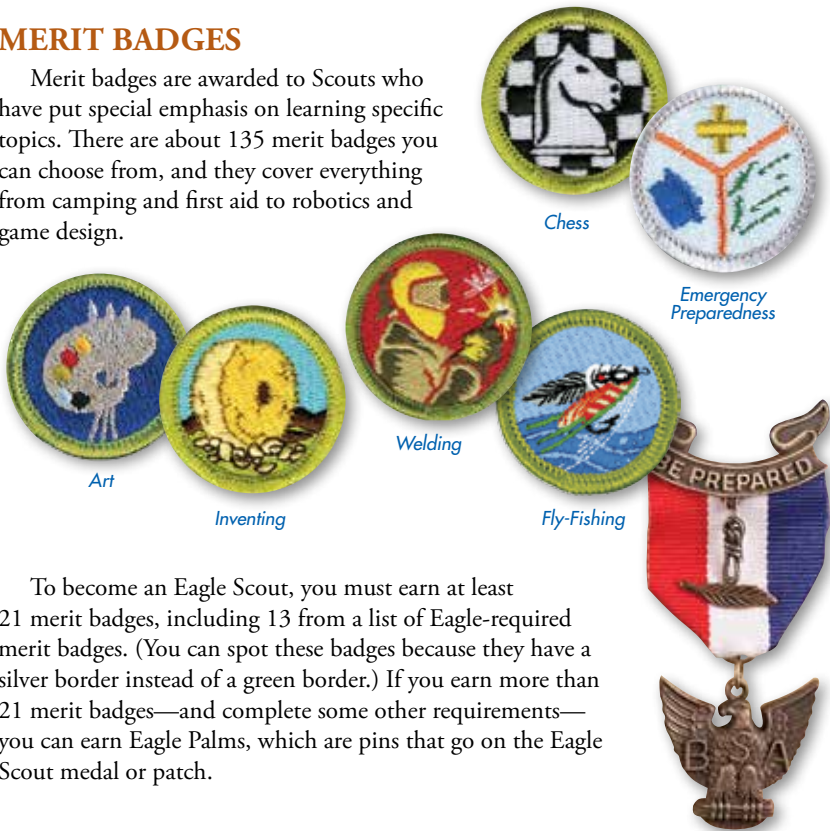 MERIT BADGES
Merit badges are awarded to Scouts who
have put special emphasis on learning specific
topics. There are about 135 merit badges you
can choose from, and they cover everything
from camping and first aid to robotics and
game design.
Chess
Emergency
Preparedness
Art
Inventing
Welding
Fly-Fishing
BE PREPARED
To become an Eagle Scout, you must earn at least
21 merit badges, including 13 from a list of Eagle-required
merit badges. (You can spot these badges because they have a
silver border instead of a green border.) If you earn more than
21 merit badges—and complete some other requirements—
you can earn Eagle Palms, which are pins that go on the Eagle
Scout medal or patch.
BSA